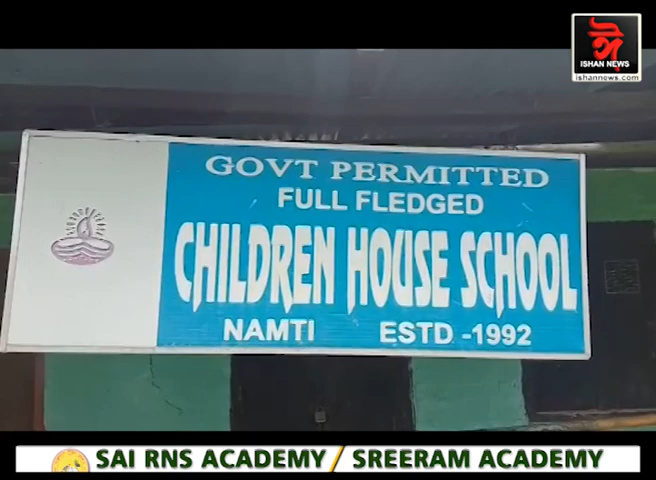 ISHAN NEWS
ishannews.com
GOVT PERMITTED
FULL FLEDGED
CHILDREN HOUSE SCHOOL
NAMTI ESTD -1992
SAI RNS ACADEMY / SREERAM ACADEMY